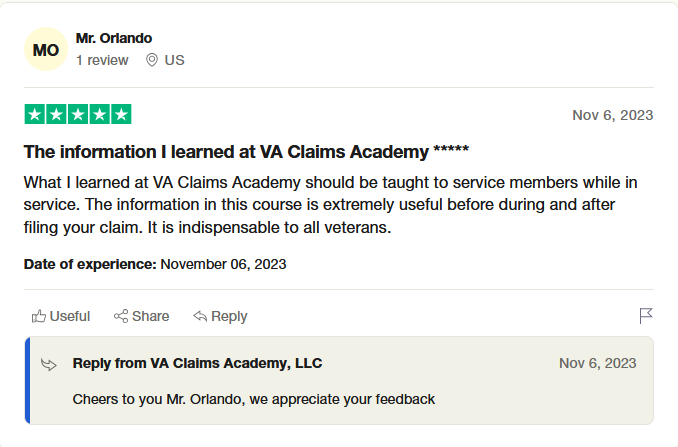 MO
Mr. Orlando
1 review US
Nov 6, 2023
The information I learned at VA Claims Academy *****
What I learned at VA Claims Academy should be taught to service members while in
service. The information in this course is extremely useful before during and after
filing your claim. It is indispensable to all veterans.
Date of experience: November 06, 2023
Useful Share Reply
Reply from VA Claims Academy, LLC Nov 6, 2023
Cheers to you Mr. Orlando, we appreciate your feedback